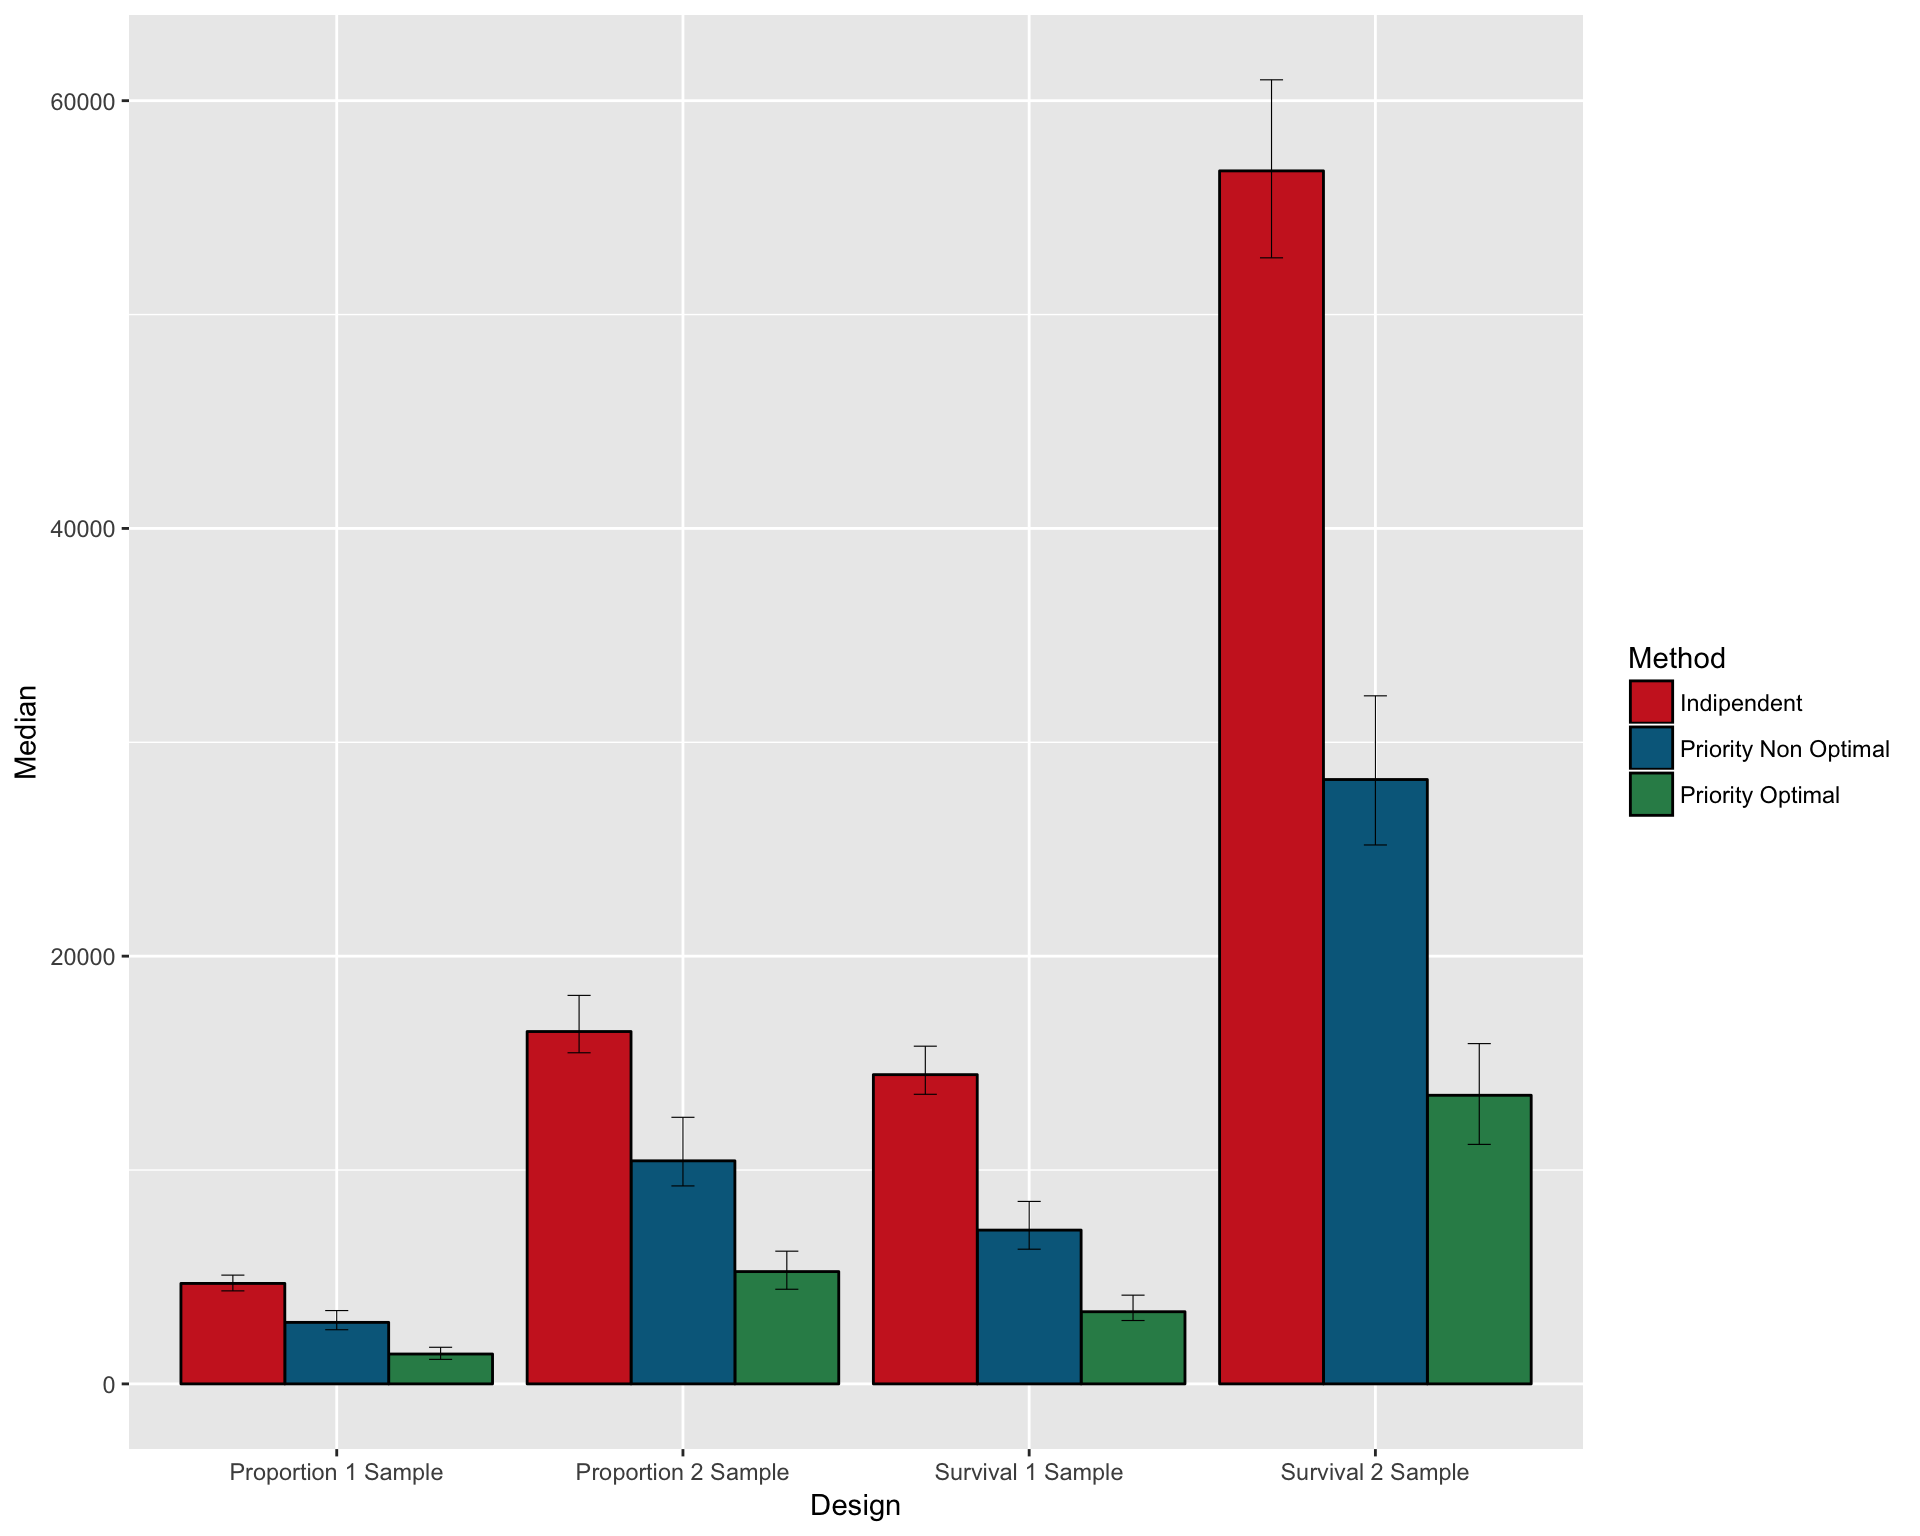 60000
40000
20000
0
Median
Proportion 1 Sample
Proportion 2 Sample
Survival 1 Sample
Survival 2 Sample
Design
Method
Indipendent
Priority Non Optimal
Priority Optimal